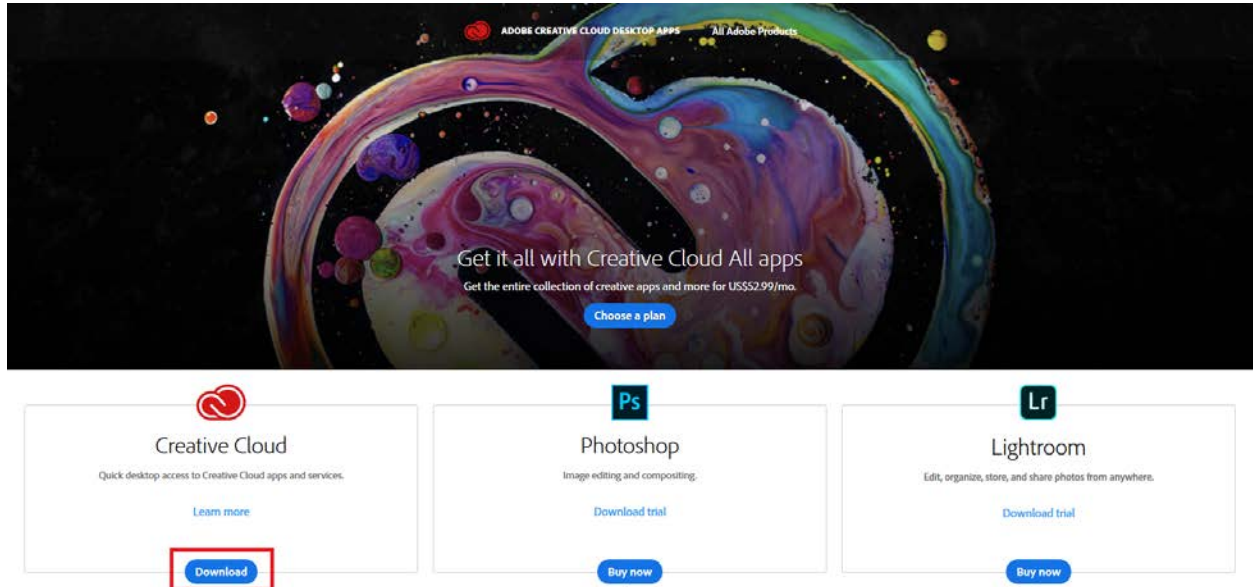 ADOBE CREATIVE CLOUD DESKTOP APPS All Adobe Products
Get it all with Creative Cloud All apps
Get the entire collection of creative apps and more for US$52.99/mo.
Choose a plan
Creative Cloud
Quick desktop access to Creative Cloud apps and services.
Learn more
Download
Ps
Photoshop
Image editing and compositing.
Download trial
Buy now
Lr
Lightroom
Edit, organize, store, and share photos from anywhere.
Download trial
Buy now